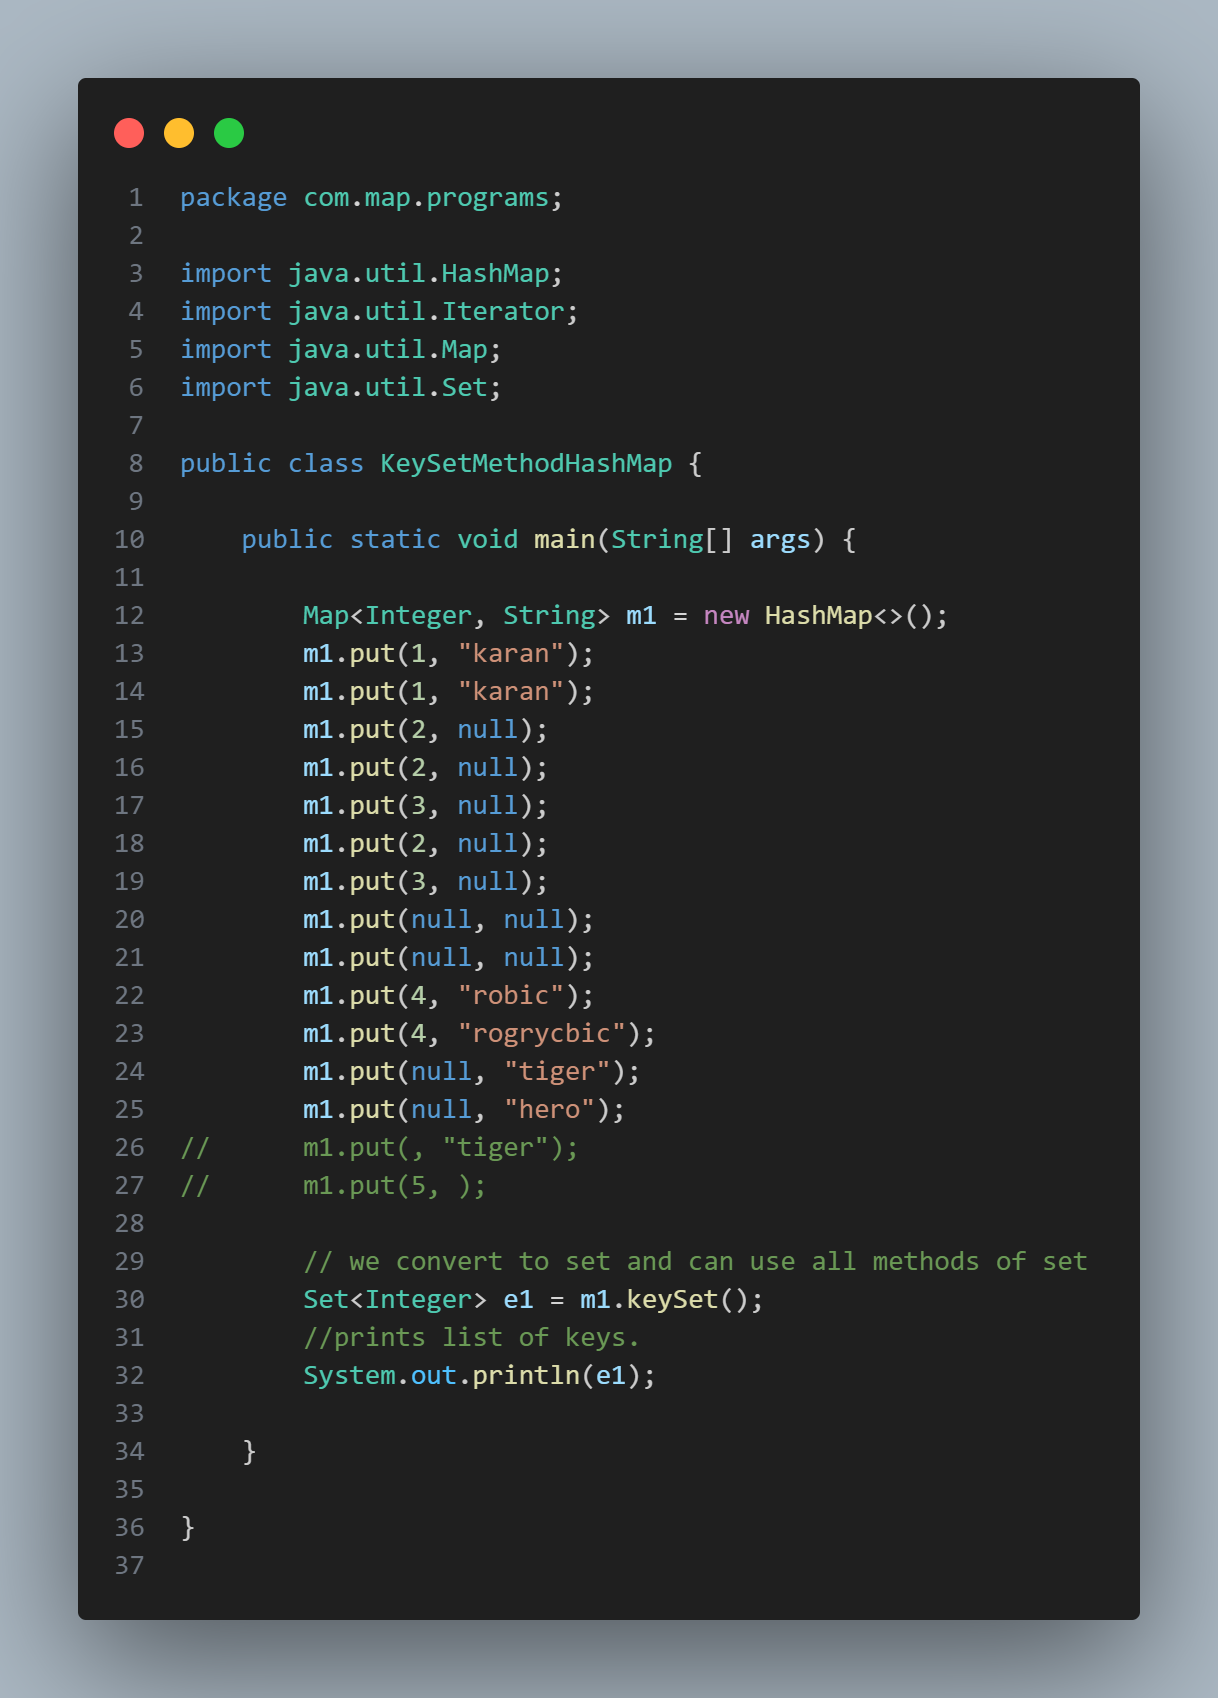 1 package com.map.programs;
2
3 import java.util.HashMap;
4 import java.util.Iterator;
5 import java.util.Map;
6 import java.util.Set;
7
8 public class KeySetMethodHashMap {
9
10     public static void main(String[] args) {
11
12         Map<Integer, String> m1 = new HashMap<>();
13         m1.put(1, "karan");
14         m1.put(1, "karan");
15         m1.put(2, null);
16         m1.put(2, null);
17         m1.put(3, null);
18         m1.put(2, null);
19         m1.put(3, null);
20         m1.put(null, null);
21         m1.put(null, null);
22         m1.put(4, "robic");
23         m1.put(4, "rogrycbic");
24         m1.put(null, "tiger");
25         m1.put(null, "hero");
26 //      m1.put(, "tiger");
27 //      m1.put(5, );
28
29         // we convert to set and can use all methods of set
30         Set<Integer> e1 = m1.keySet();
31         //prints list of keys.
32         System.out.println(e1);
33
34     }
35
36 }
37